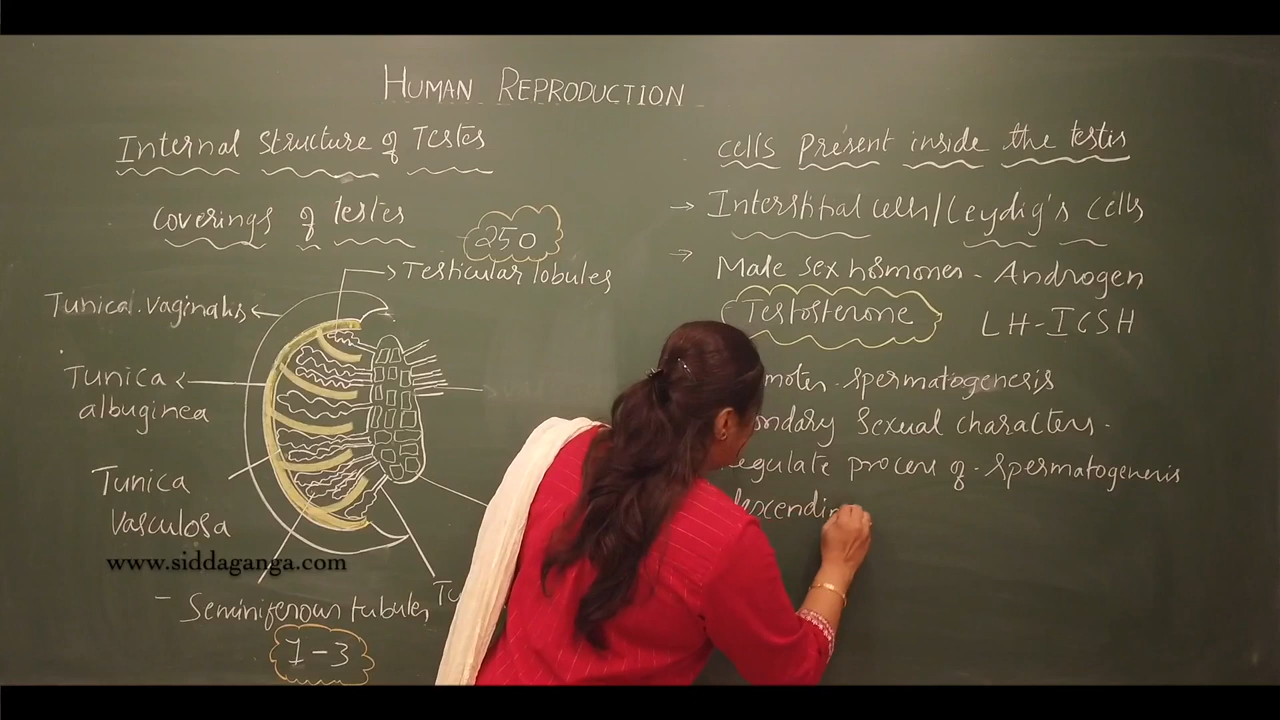 HUMAN REPRODUCTION
Internal structure of Testes
coverings of testes
250
Testicular lobules
Tunica vaginalis
Tunica
albuginea
Tunica
Vasculosa
www.siddaganga.com
- Seminiferous tubules
1-3
cells present inside the testis
→ Interstitial cells/Leydig's cells
→ Male sex hormones - Androgen
Testosterone LH-ICSH
spermatogenesis
sexual characters.
regulate process of spermatogenesis